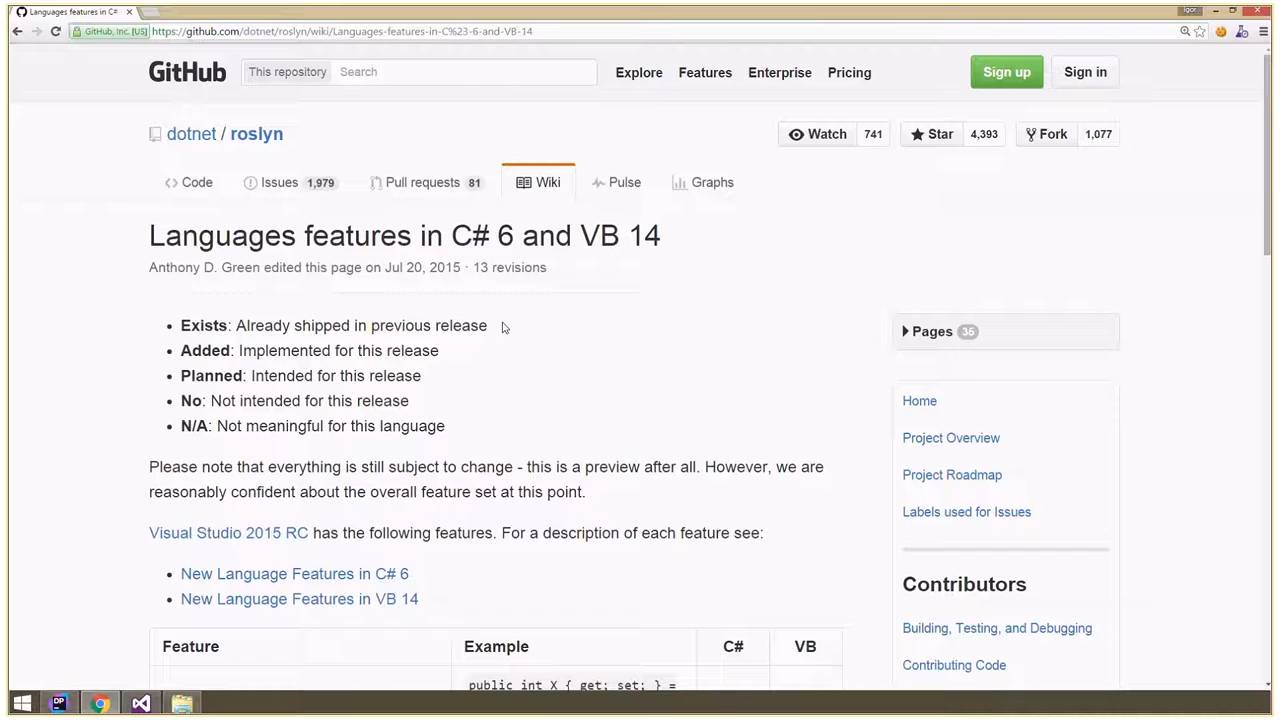 Languages features in C#
Igor
GitHub, Inc. [US] https://github.com/dotnet/roslyn/wiki/Languages-features-in-C%23-6-and-VB-14
GitHub This repository Search Explore Features Enterprise Pricing Sign up Sign in
dotnet / roslyn Watch 741 Star 4,393 Fork 1,077
Code Issues 1,979 Pull requests 81 Wiki Pulse Graphs
Languages features in C# 6 and VB 14
Anthony D. Green edited this page on Jul 20, 2015 · 13 revisions
• Exists: Already shipped in previous release
• Added: Implemented for this release
• Planned: Intended for this release
• No: Not intended for this release
• N/A: Not meaningful for this language
Please note that everything is still subject to change - this is a preview after all. However, we are
reasonably confident about the overall feature set at this point.
Visual Studio 2015 RC has the following features. For a description of each feature see:
• New Language Features in C# 6
• New Language Features in VB 14
Feature Example C# VB
public int X { get; set; } =
Pages 35
Home
Project Overview
Project Roadmap
Labels used for Issues
Contributors
Building, Testing, and Debugging
Contributing Code
DP